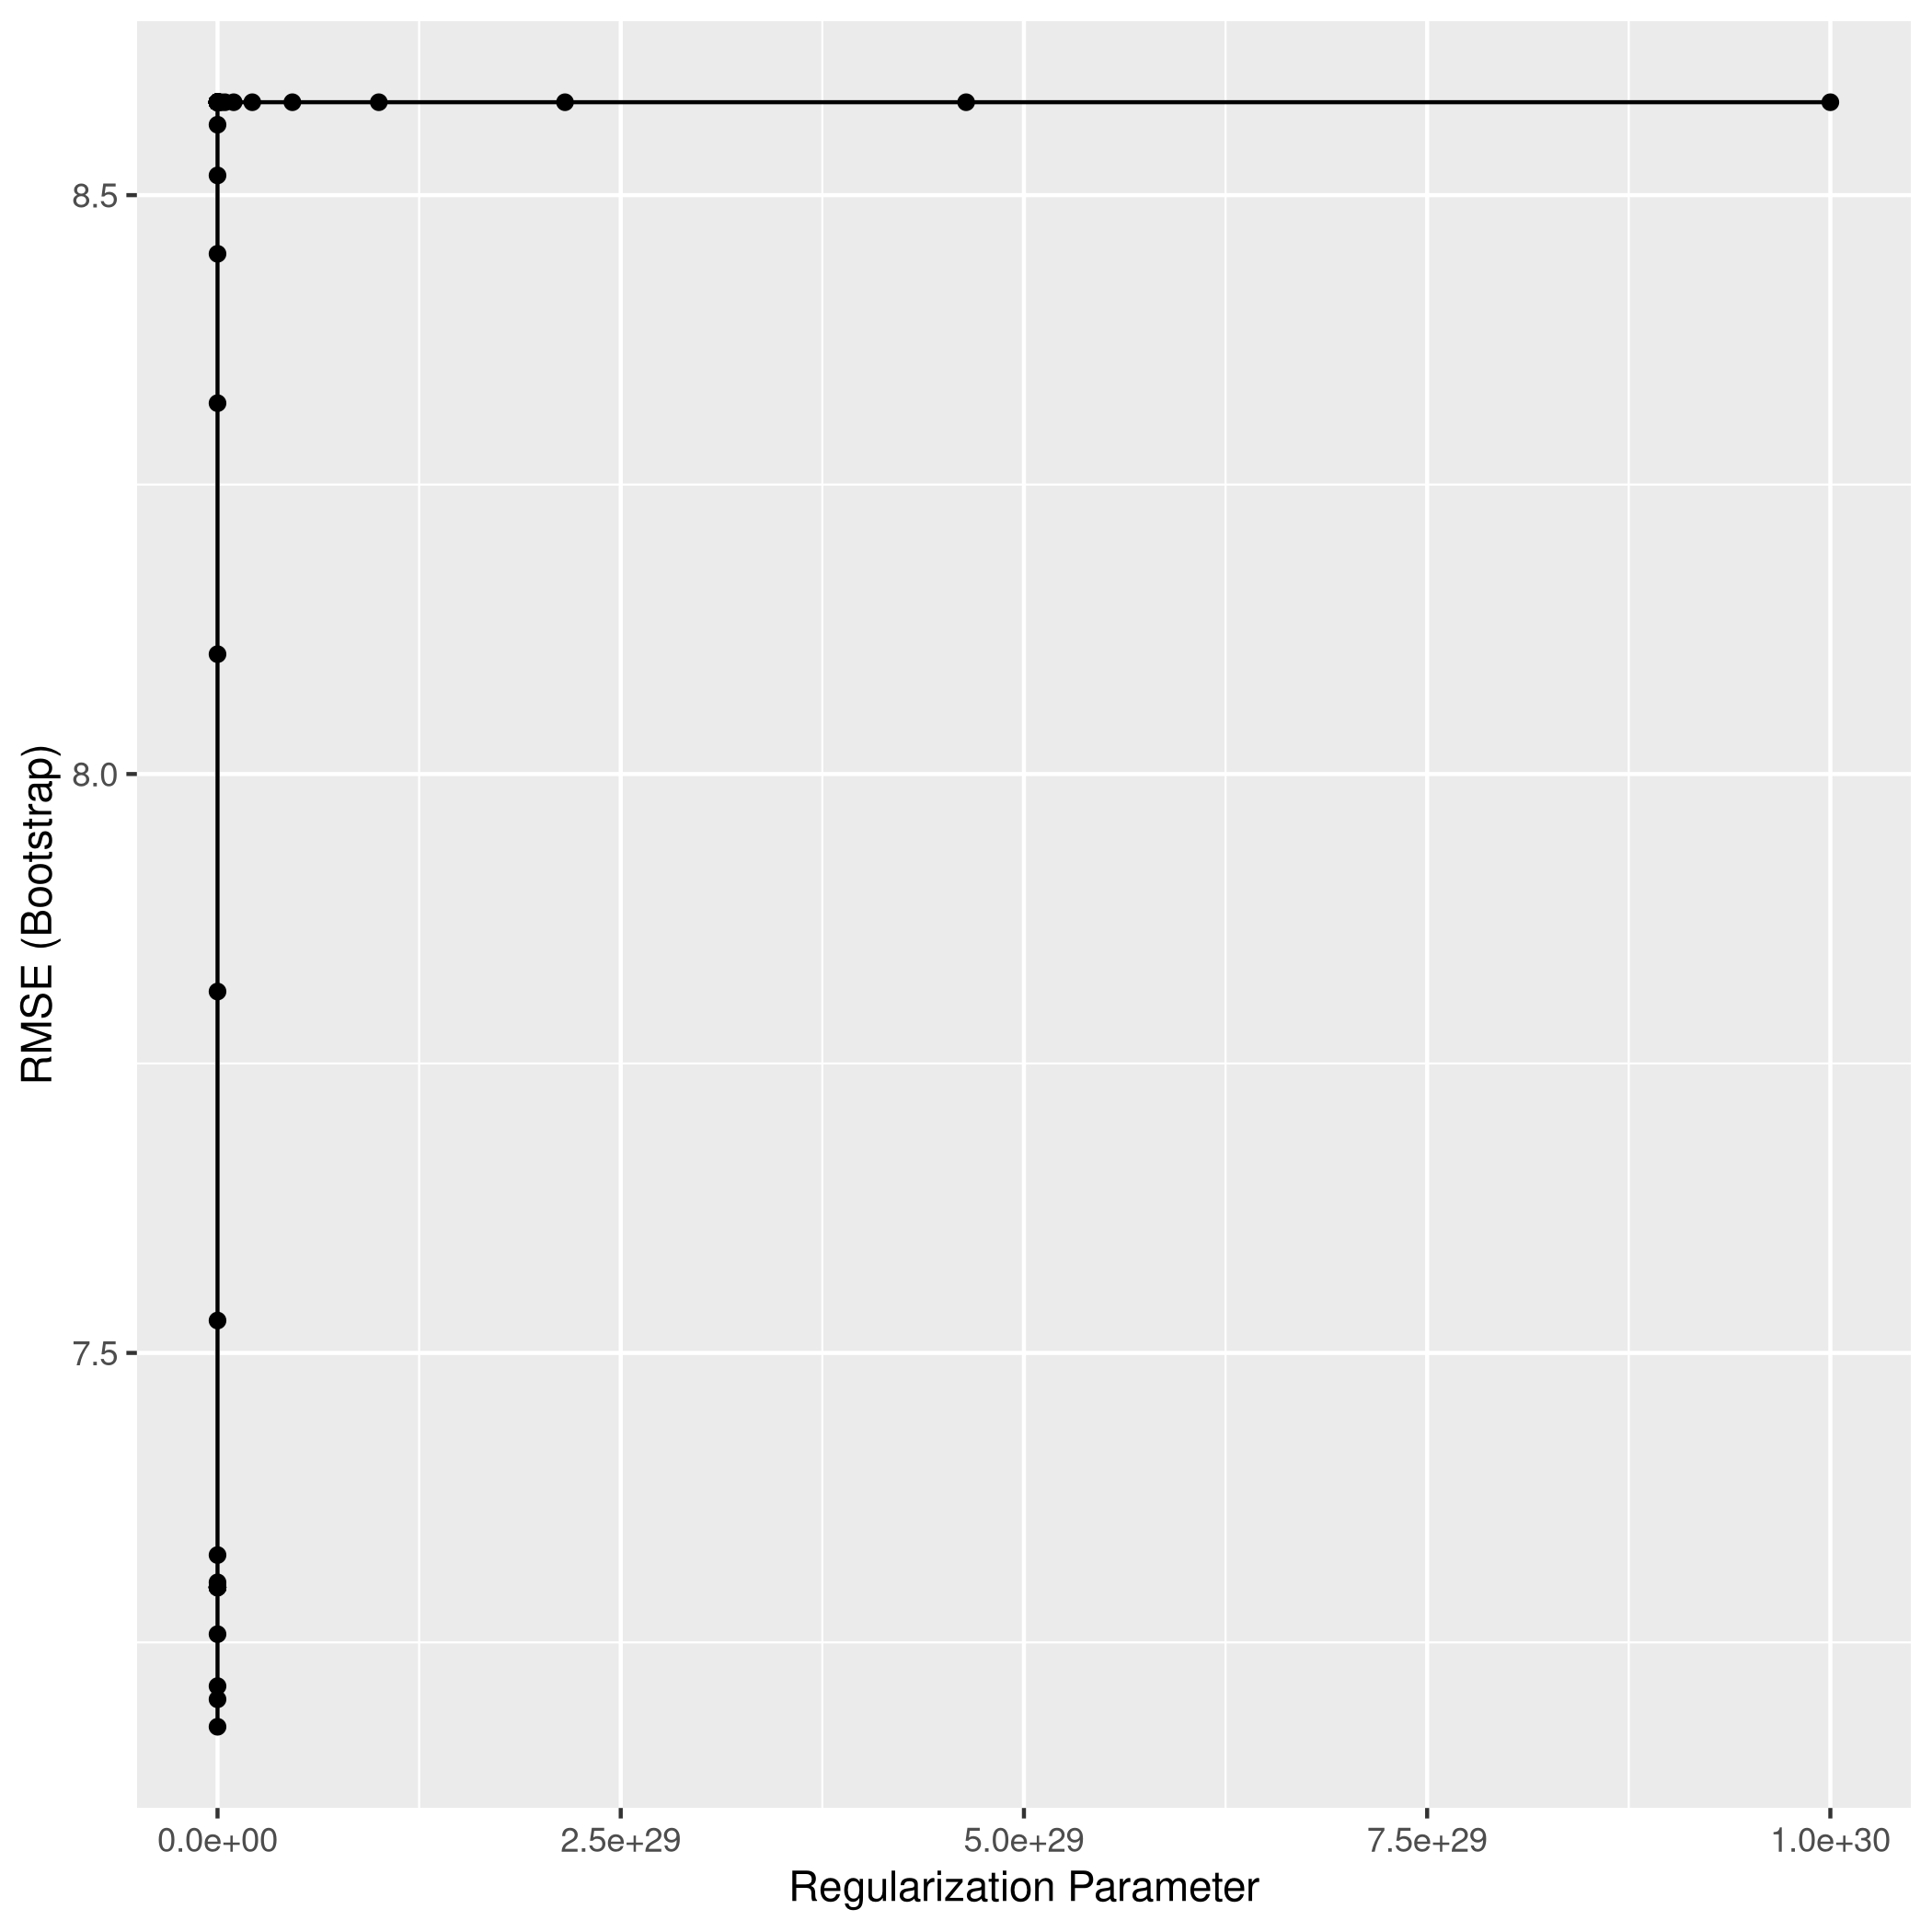 RMSE (Bootstrap)
8.5
8.0
7.5
0.0e+00 2.5e+29 5.0e+29 7.5e+29 1.0e+30
Regularization Parameter